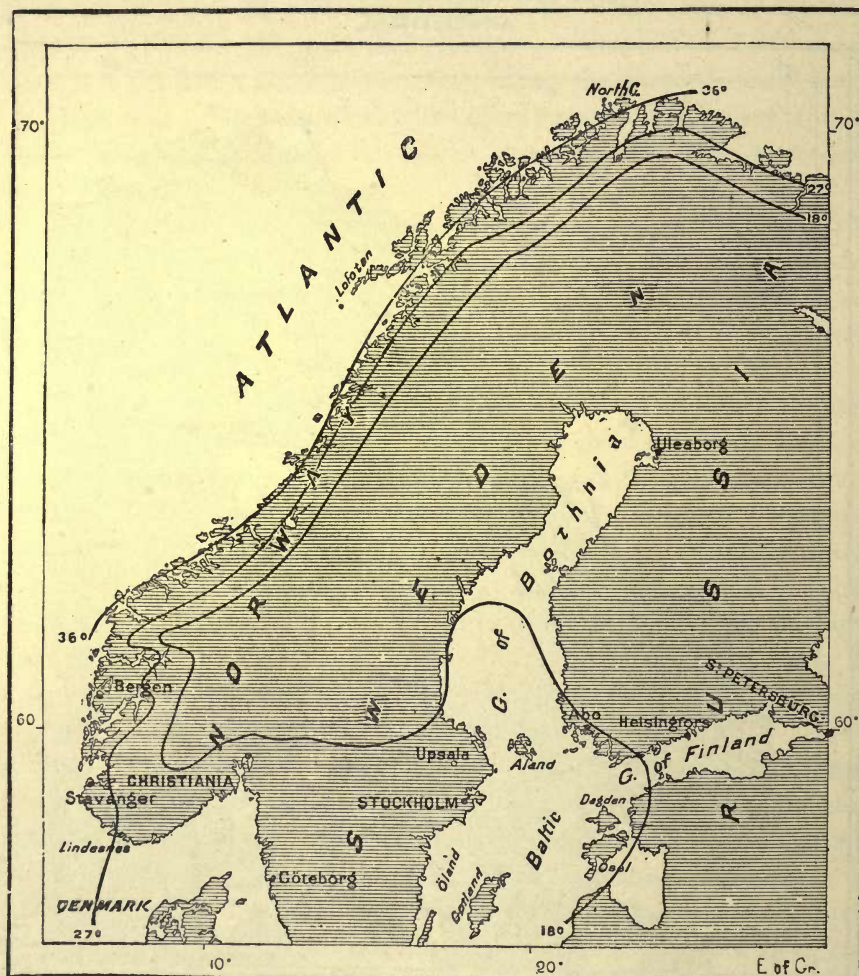 North C.
36°
70°
70°
ATLANTIC
27°
18°
Lofoten
NORWAY
SWEDEN
RUSSIA
Uleaborg
G. of Bothnia
36°
Bergen
St PETERSBURG
60
60°
Abo
Helsingfors
G. of Finland
Upsala
Åland
CHRISTIANIA
Stavanger
STOCKHOLM
Dagden
Lindesnes
Baltic
Ösel
Öland
Göteborg
Gottland
DENMARK
27°
18°
10°
20°
E of Gr.